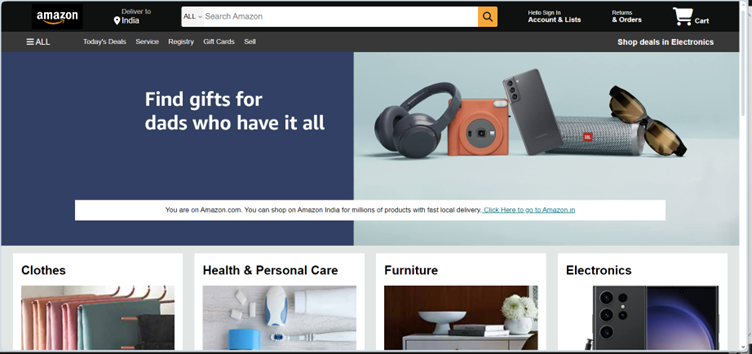 amazon
Deliver to
India
ALL
Search Amazon
Hello Sign In
Account & Lists
Returns
& Orders
Cart
ALL
Today's Deals
Service
Registry
Gift Cards
Sell
Shop deals in Electronics
Find gifts for
dads who have it all
JBL
You are on Amazon.com. You can shop on Amazon India for millions of products with fast local delivery. Click Here to go to Amazon.in
Clothes
Health & Personal Care
Furniture
Electronics